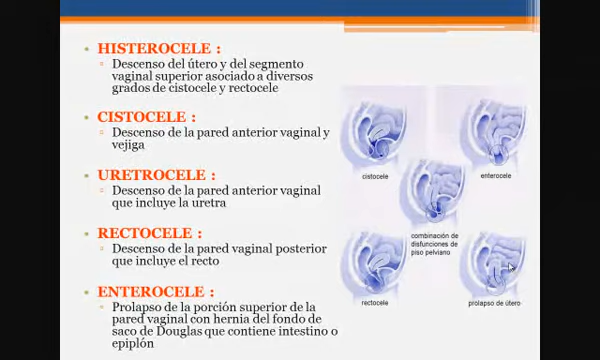 HISTEROCELE :
Descenso del útero y del segmento
vaginal superior asociado a diversos
grados de cistocele y rectocele
CISTOCELE :
Descenso de la pared anterior vaginal y
vejiga
URETROCELE :
Descenso de la pared anterior vaginal
que incluye la uretra
RECTOCELE :
Descenso de la pared vaginal posterior
que incluye el recto
ENTEROCELE :
Prolapso de la porción superior de la
pared vaginal con hernia del fondo de
saco de Douglas que contiene intestino o
epiplón
cistocele
enterocele
combinación de
disfunciones de
piso pelviano
rectocele
prolapso de útero